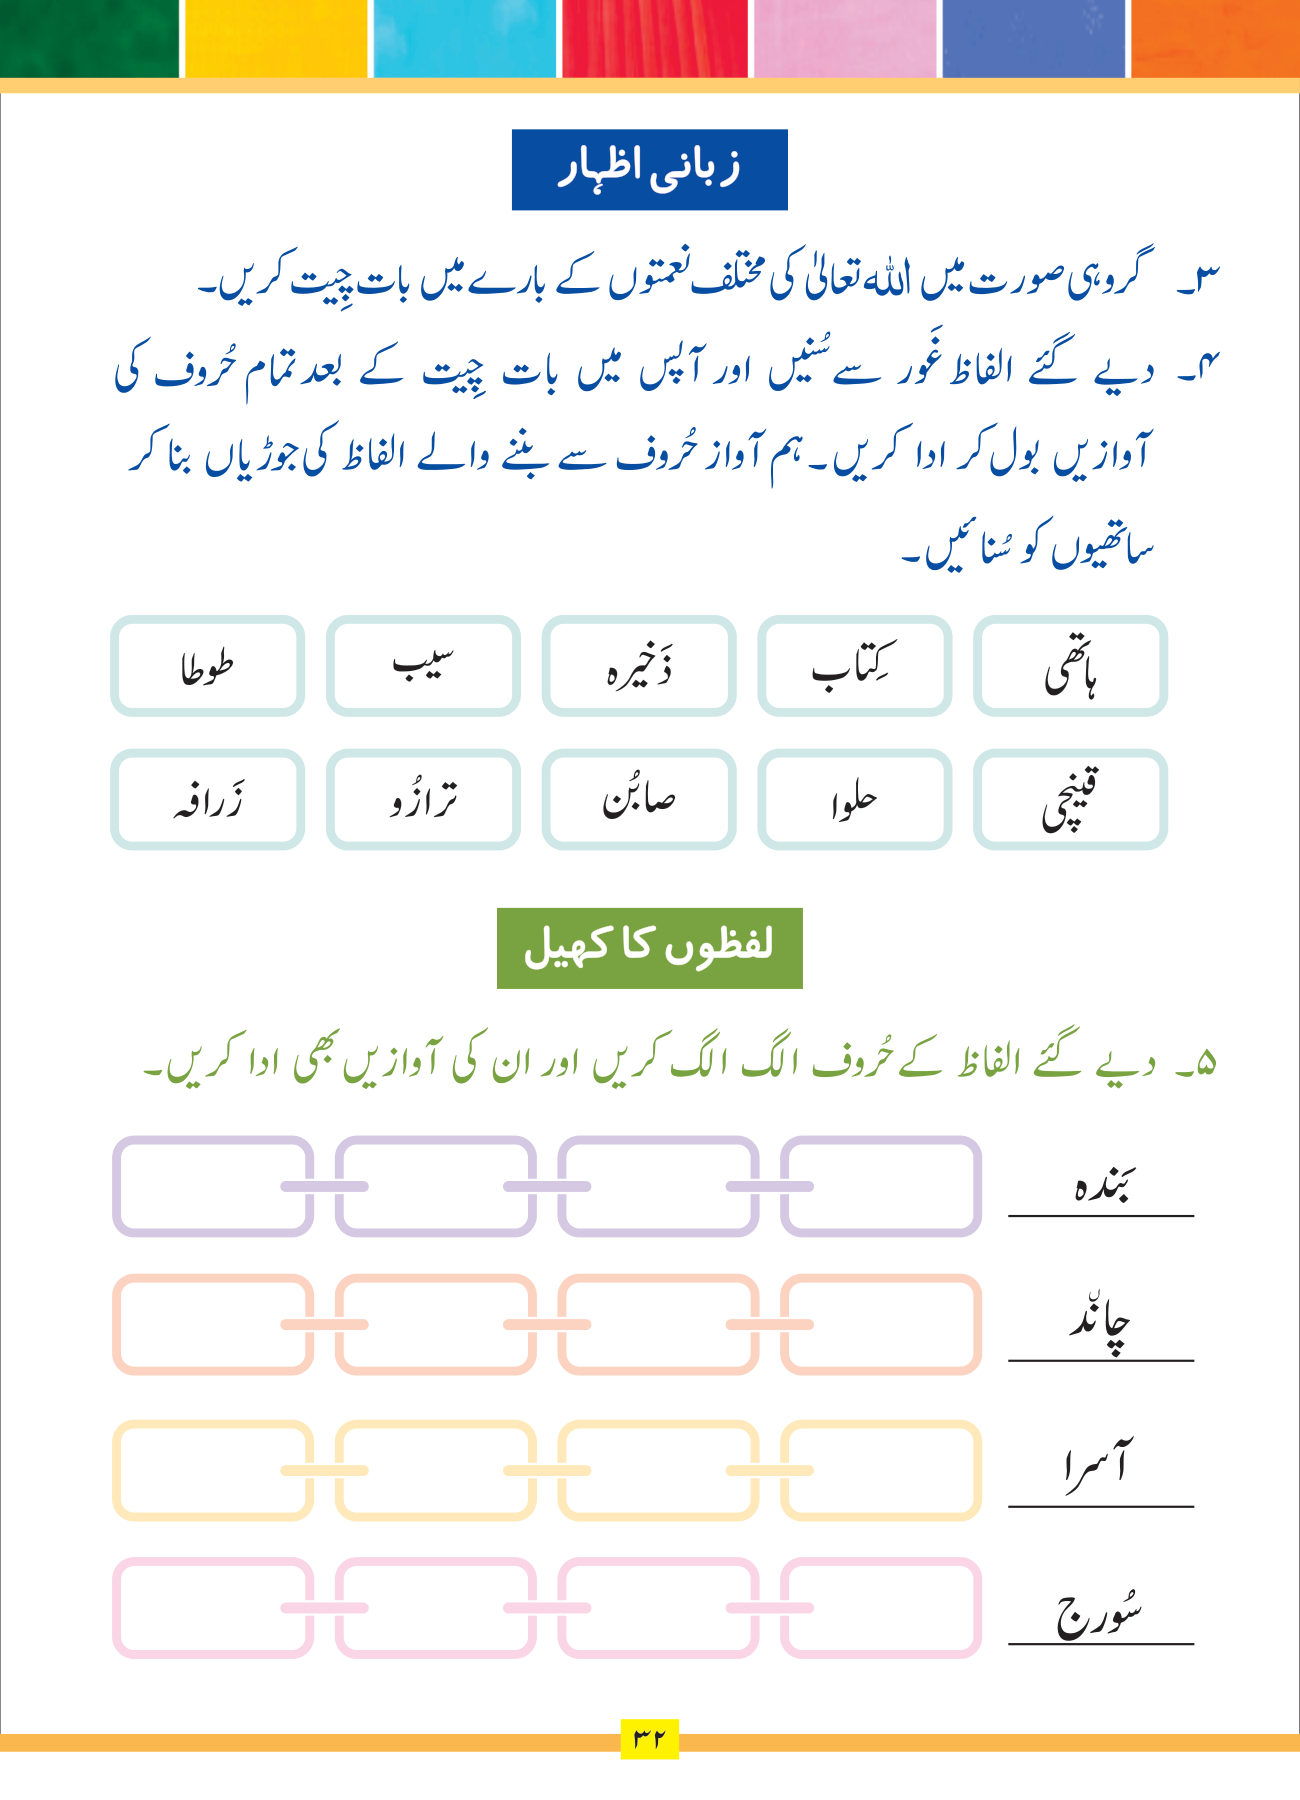 زبانی اظہار
۳۔ گروہی صورت میں اللہ تعالیٰ کی مختلف نعمتوں کے بارے میں بات چِیت کریں۔
۴۔ دیے گئے الفاظ غَور سے سُنیں اور آپس میں بات چِیت کے بعد تمام حُروف کی
آوازیں بول کر ادا کریں۔ ہم آواز حُروف سے بننے والے الفاظ کی جوڑیاں بنا کر
ساتھیوں کو سُنائیں۔
ہاتھی کِتاب ذَخیرہ سیب طوطا
قینچی حلوا صابُن ترازُو زَرافہ
لفظوں کا کھیل
۵۔ دیے گئے الفاظ کے حُروف الگ الگ کریں اور ان کی آوازیں بھی ادا کریں۔
بَندہ
چان٘د
آسرا
سُورج
۳۲